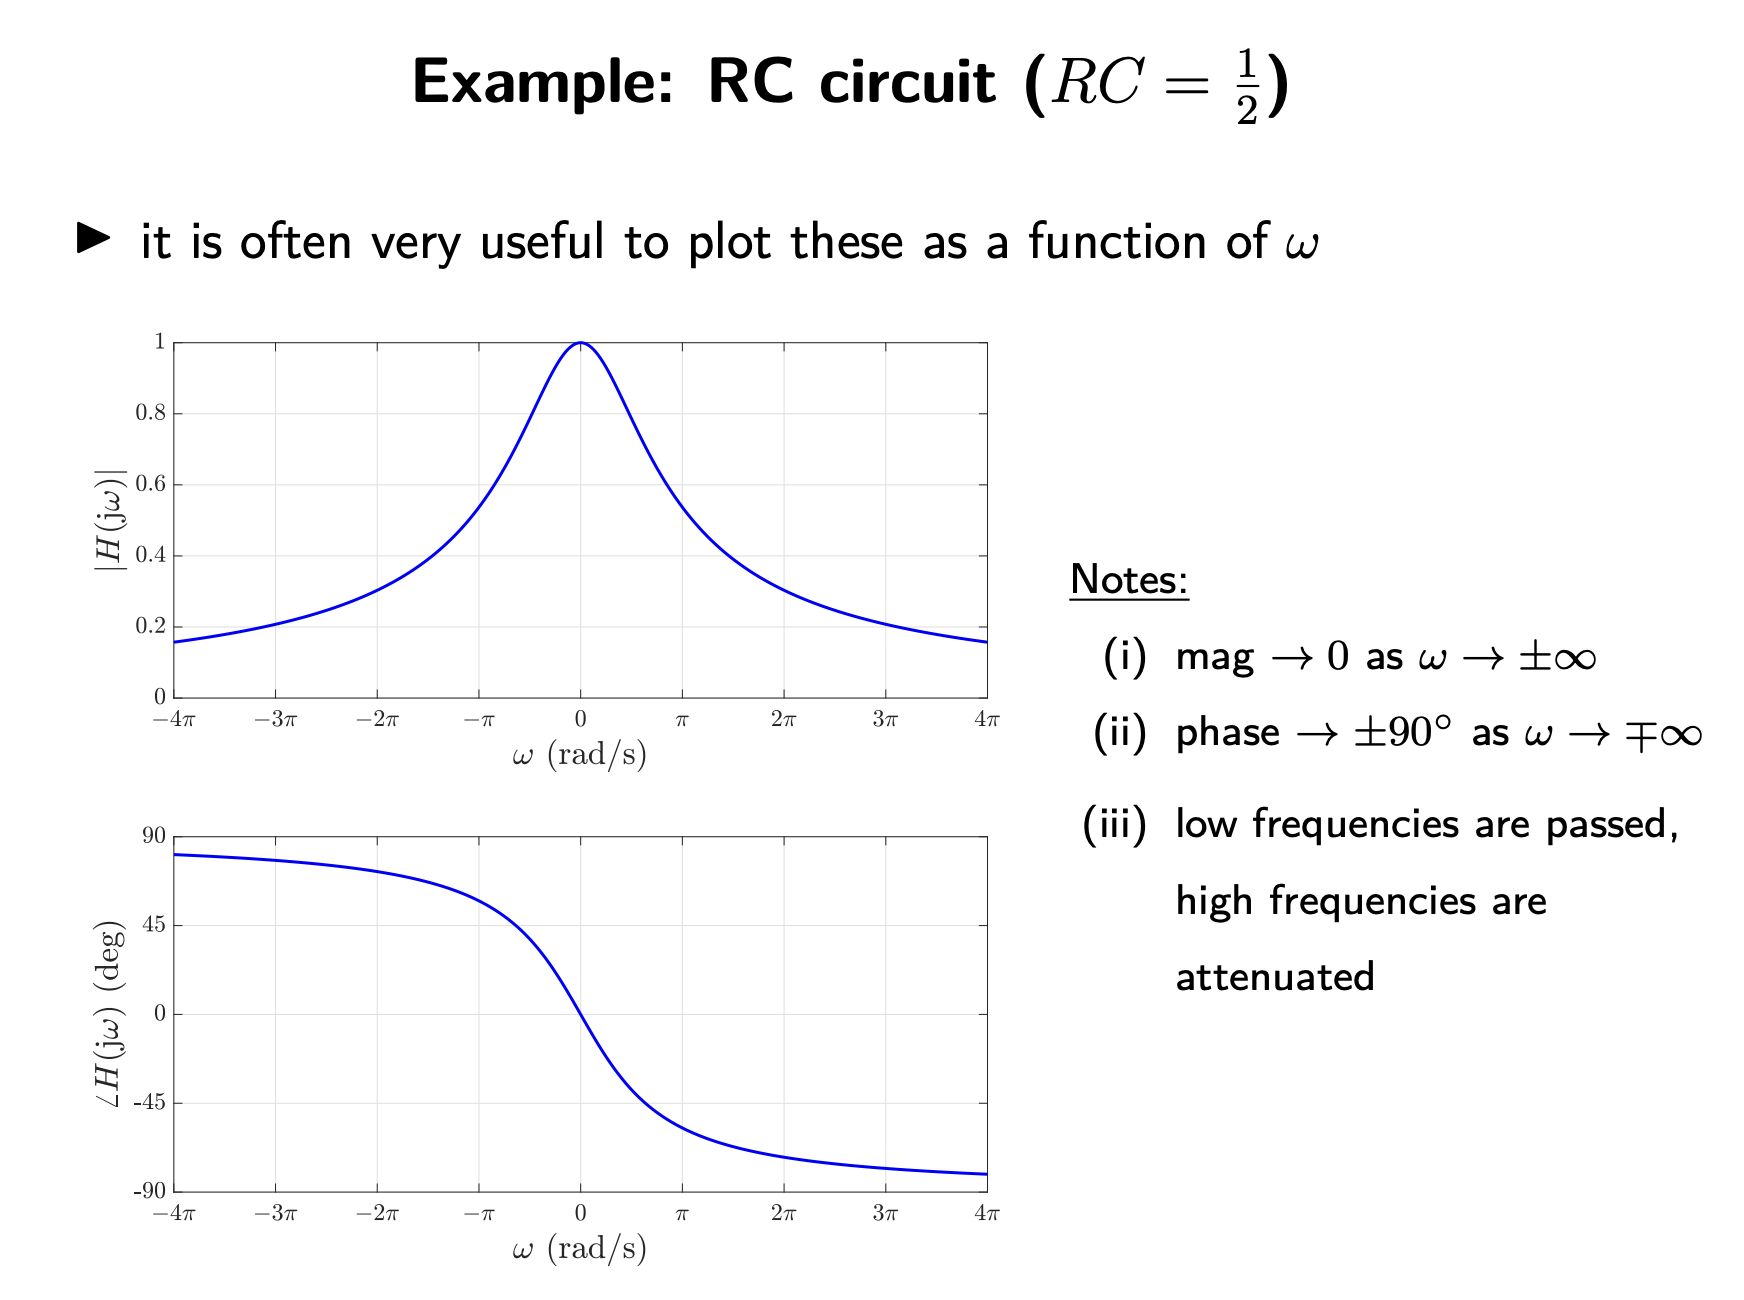 Example: RC circuit (RC = 1/2)
▶ it is often very useful to plot these as a function of ω
1
0.8
0.6
0.4
0.2
0
|H(jω)|
−4π −3π −2π −π 0 π 2π 3π 4π
ω (rad/s)
90
45
0
-45
-90
∠H(jω) (deg)
−4π −3π −2π −π 0 π 2π 3π 4π
ω (rad/s)
Notes:
(i) mag → 0 as ω → ±∞
(ii) phase → ±90° as ω → ∓∞
(iii) low frequencies are passed,
high frequencies are
attenuated